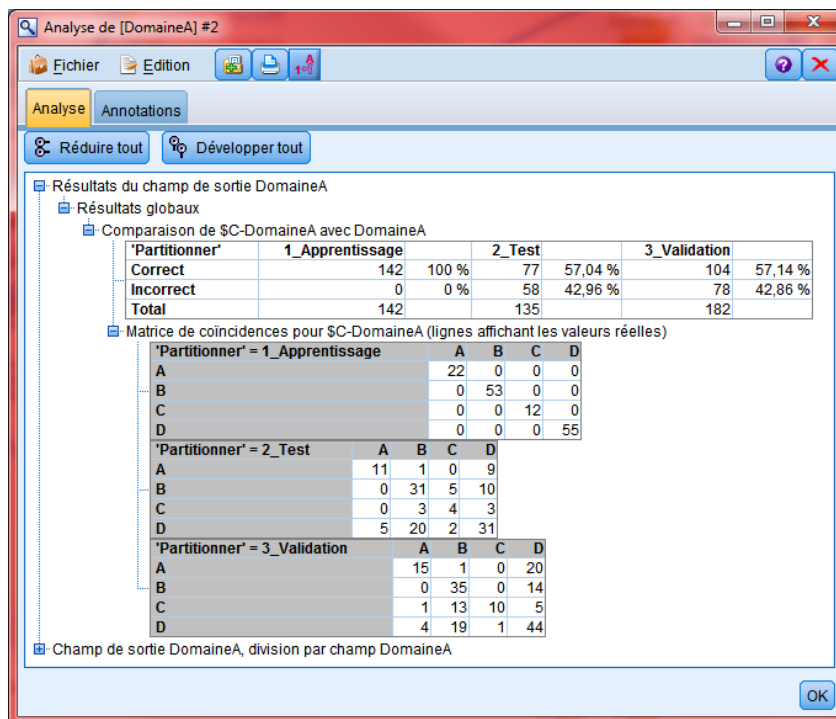 Analyse de [DomaineA] #2
Fichier Edition
Analyse Annotations
Réduire tout Développer tout
Résultats du champ de sortie DomaineA
Résultats globaux
Comparaison de $C-DomaineA avec DomaineA
'Partitionner' 1_Apprentissage 2_Test 3_Validation
Correct 142 100 % 77 57,04 % 104 57,14 %
Incorrect 0 0 % 58 42,96 % 78 42,86 %
Total 142 135 182
Matrice de coïncidences pour $C-DomaineA (lignes affichant les valeurs réelles)
'Partitionner' = 1_Apprentissage A B C D
A 22 0 0 0
B 0 53 0 0
C 0 0 12 0
D 0 0 0 55
'Partitionner' = 2_Test A B C D
A 11 1 0 9
B 0 31 5 10
C 0 3 4 3
D 5 20 2 31
'Partitionner' = 3_Validation A B C D
A 15 1 0 20
B 0 35 0 14
C 1 13 10 5
D 4 19 1 44
Champ de sortie DomaineA, division par champ DomaineA
OK